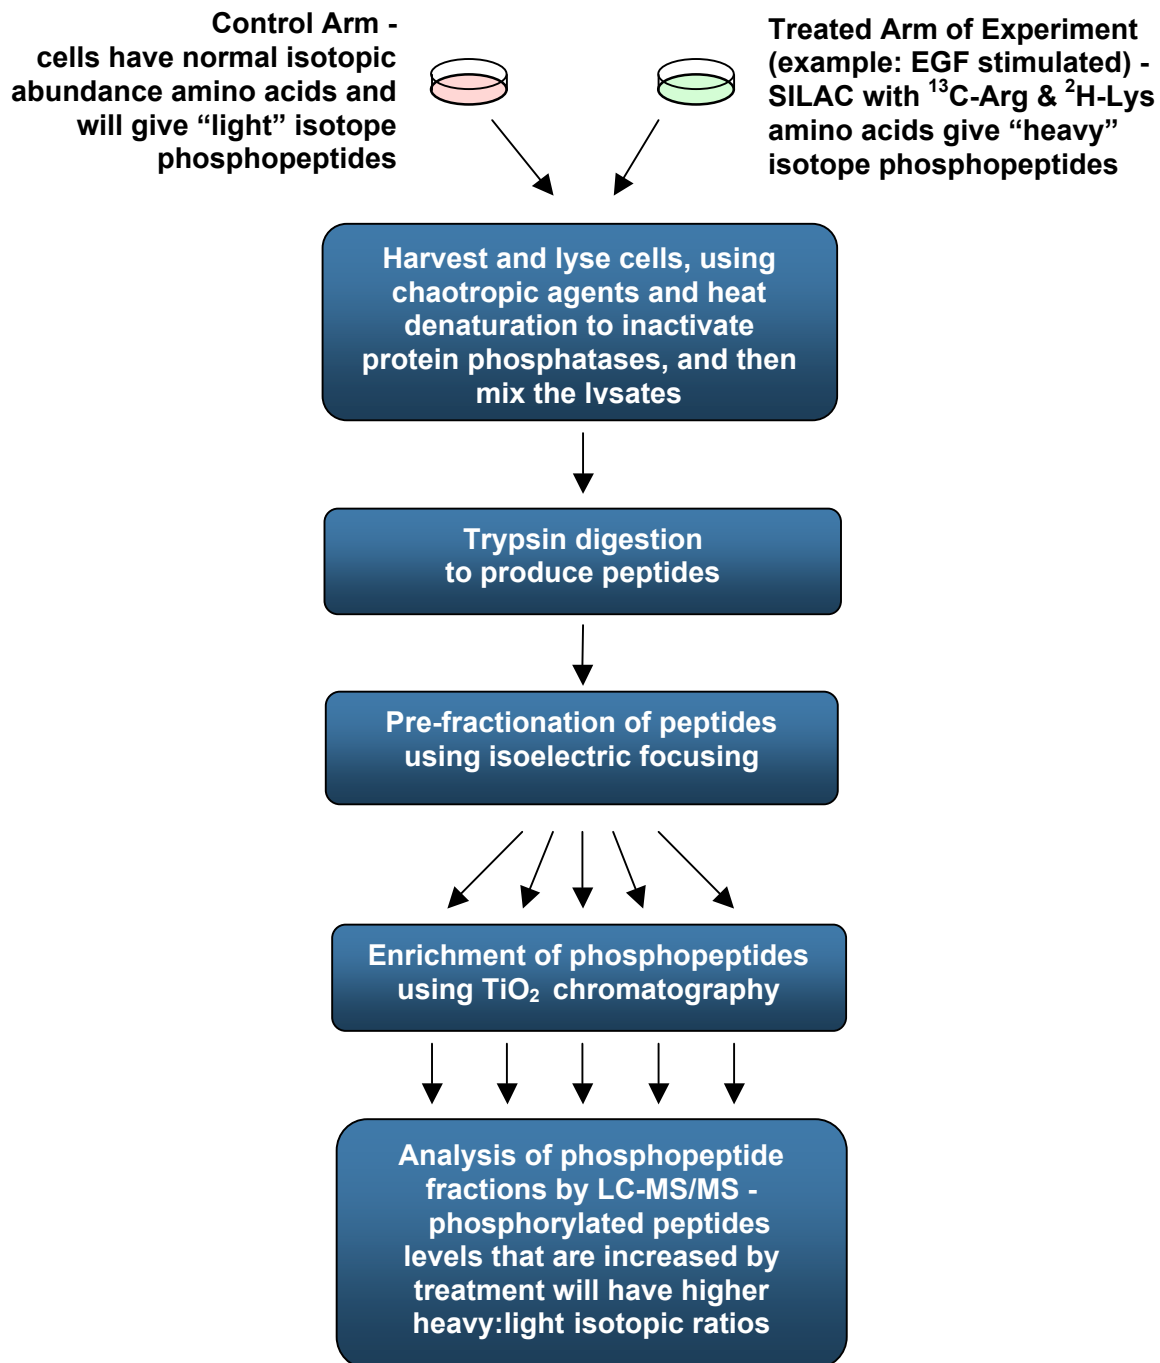 Control Arm -
cells have normal isotopic
abundance amino acids and
will give “light” isotope
phosphopeptides
Treated Arm of Experiment
(example: EGF stimulated) -
SILAC with ¹³C-Arg & ²H-Lys
amino acids give “heavy”
isotope phosphopeptides
Harvest and lyse cells, using
chaotropic agents and heat
denaturation to inactivate
protein phosphatases, and then
mix the lysates
Trypsin digestion
to produce peptides
Pre-fractionation of peptides
using isoelectric focusing
Enrichment of phosphopeptides
using TiO₂ chromatography
Analysis of phosphopeptide
fractions by LC-MS/MS -
phosphorylated peptides
levels that are increased by
treatment will have higher
heavy:light isotopic ratios